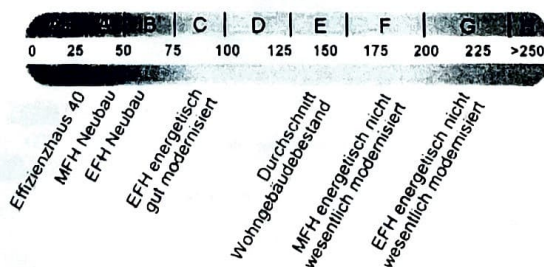 A B C D E F G
0 25 50 75 100 125 150 175 200 225 >250
Effizienzhaus 40
MFH Neubau
EFH Neubau
EFH energetisch
gut modernisiert
Durchschnitt
Wohngebäudebestand
MFH energetisch nicht
wesentlich modernisiert
EFH energetisch nicht
wesentlich modernisiert